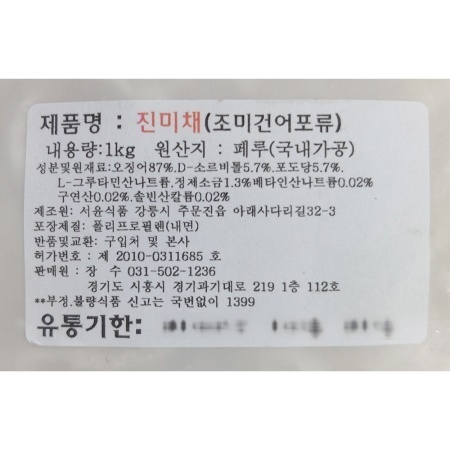 제품명 : 진미채(조미건어포류)
내용량:1kg 원산지 : 페루(국내가공)
성분및원재료:오징어87%.D-소르비톨5.7%.포도당5.7%.
L-그루타민산나트륨.정제소금1.3%베타인산나트륨0.02%
구연산0.02%.솔빈산칼륨0.02%
제조원: 서윤식품 강릉시 주문진읍 아래사다리길32-3
포장재질: 폴리프로필렌(내면)
반품및교환: 구입처 및 본사
허가번호: 제 2010-0311685 호
판매원 : 장 수 031-502-1236
경기도 시흥시 경기과기대로 219 1층 112호
**부정.불량식품 신고는 국번없이 1399
유통기한: